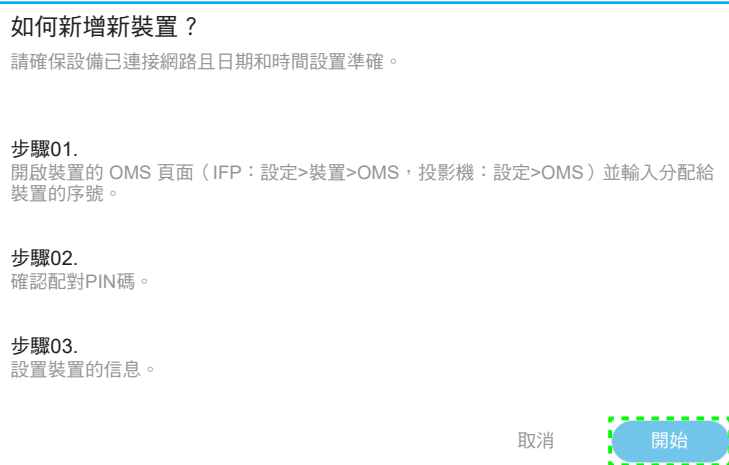 如何新增新裝置？
請確保設備已連接網路且日期和時間設置準確。
步驟01.
開啟裝置的 OMS 頁面（IFP：設定>裝置>OMS，投影機：設定>OMS）並輸入分配給
裝置的序號。
步驟02.
確認配對PIN碼。
步驟03.
設置裝置的信息。
取消
開始